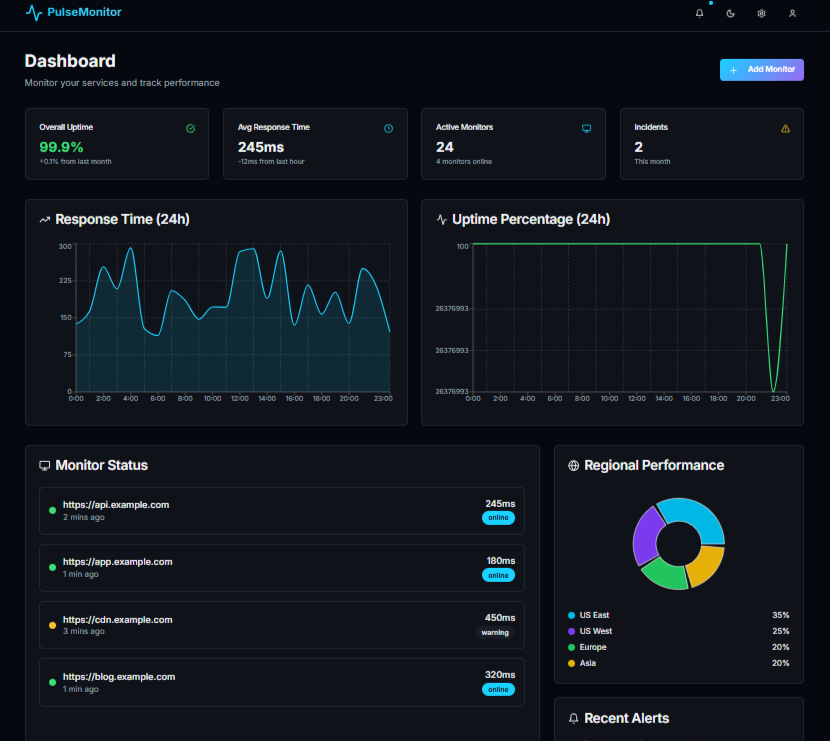 PulseMonitor
Dashboard
Monitor your services and track performance
Add Monitor
Overall Uptime
99.9%
+0.1% from last month
Avg Response Time
245ms
-12ms from last hour
Active Monitors
24
4 monitors online
Incidents
2
This month
Response Time (24h)
300
225
150
75
0
0:00 2:00 4:00 6:00 8:00 10:00 12:00 14:00 16:00 18:00 20:00 23:00
Uptime Percentage (24h)
100
26376993
26376993
26376993
0:00 2:00 4:00 6:00 8:00 10:00 12:00 14:00 16:00 18:00 20:00 23:00
Monitor Status
https://api.example.com
2 mins ago
245ms
online
https://app.example.com
1 min ago
180ms
online
https://cdn.example.com
3 mins ago
450ms
warning
https://blog.example.com
1 min ago
320ms
online
Regional Performance
US East 35%
US West 25%
Europe 20%
Asia 20%
Recent Alerts